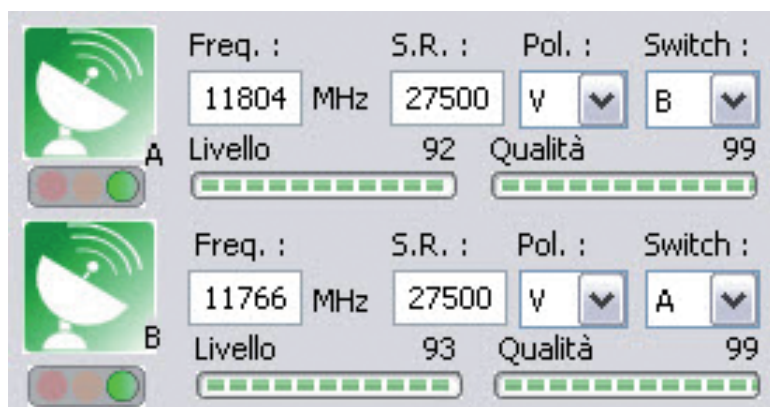 Freq. : S.R. : Pol. : Switch :
11804 MHz 27500 V B
A Livello 92 Qualità 99
Freq. : S.R. : Pol. : Switch :
11766 MHz 27500 V A
B Livello 93 Qualità 99